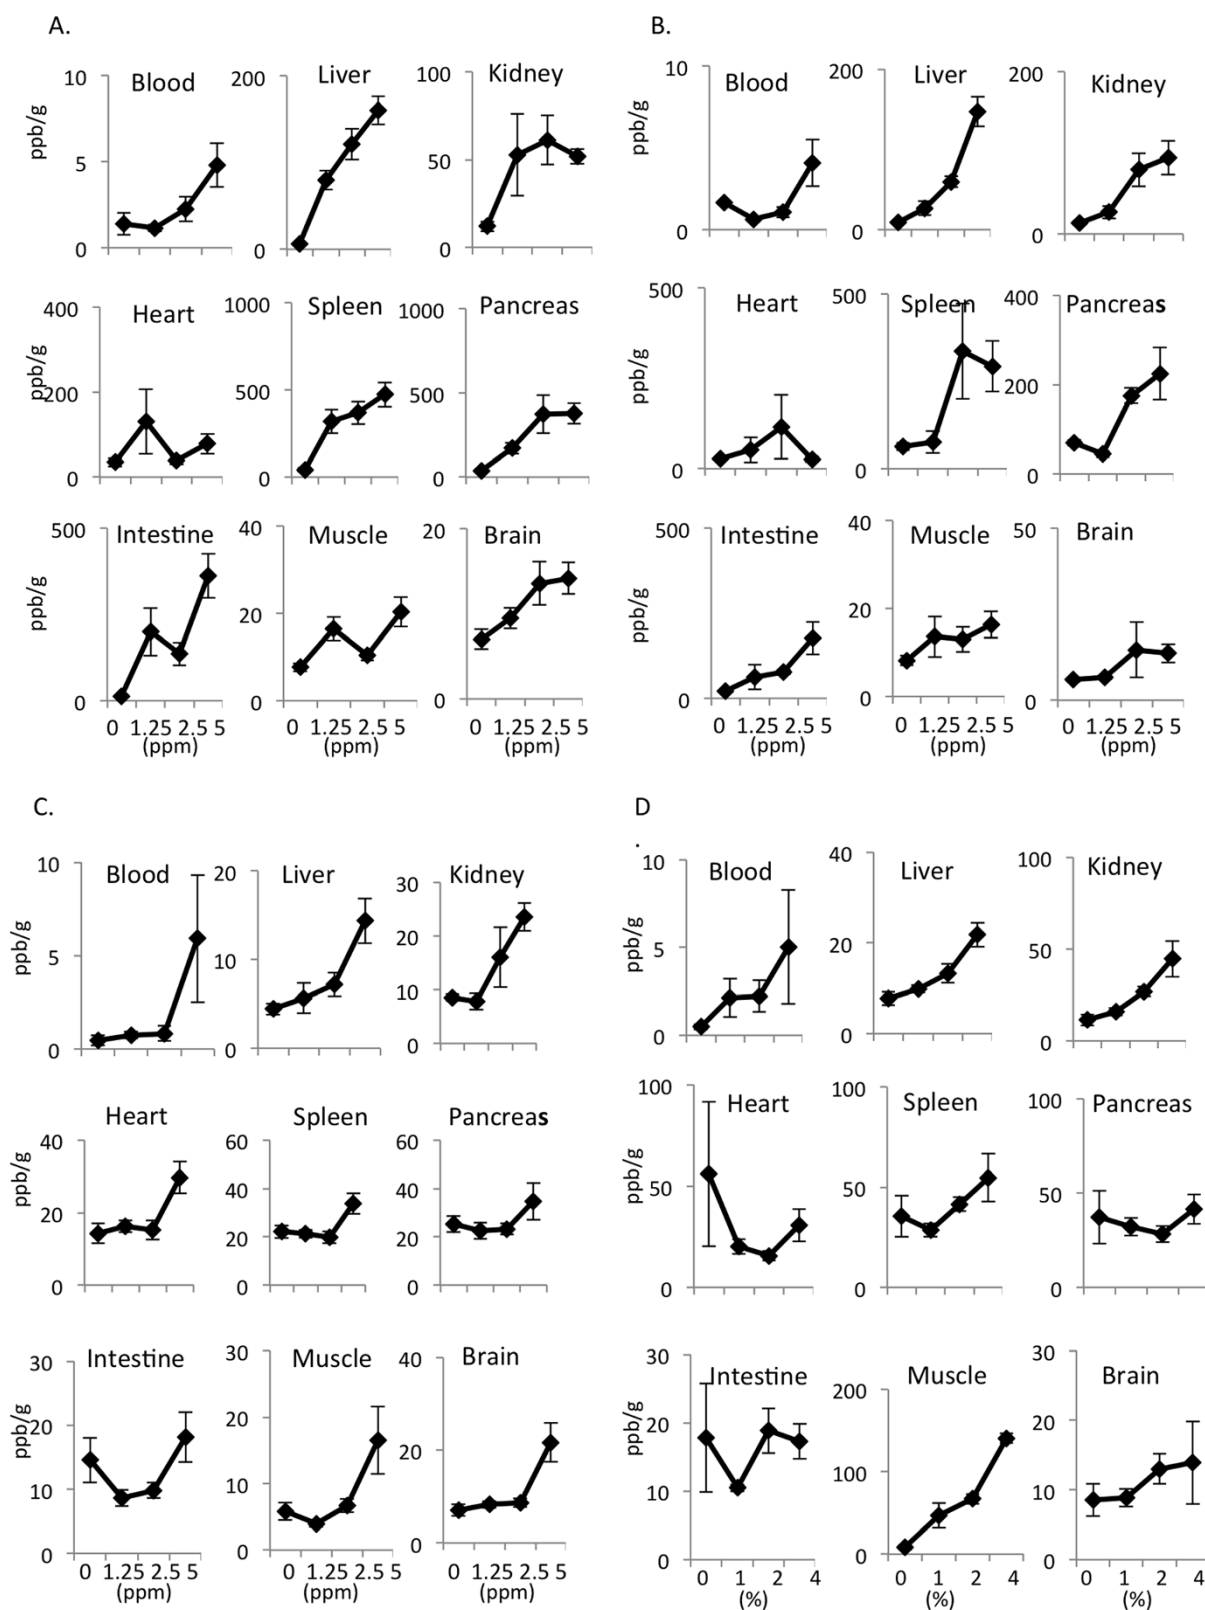 A.
Blood Liver Kidney
10 200 100
ppb/g
5 50
0 0 0
Heart Spleen Pancreas
400 1000 1000
ppb/g
200 500 500
0 0 0
Intestine Muscle Brain
500 40 20
ppb/g
20
0 0 0
0 1.25 2.5 5 0 1.25 2.5 5 0 1.25 2.5 5
(ppm) (ppm) (ppm)
B.
Blood Liver Kidney
10 200 200
ppb/g
0 0 0
Heart Spleen Pancreas
500 500 400
ppb/g
200
0 0 0
Intestine Muscle Brain
500 40 50
ppb/g
20
0 0 0
0 1.25 2.5 5 0 1.25 2.5 5 0 1.25 2.5 5
(ppm) (ppm) (ppm)
C.
Blood Liver Kidney
10 20 30
ppb/g
5 10 20
10
0 0 0
Heart Spleen Pancreas
40 60 60
ppb/g
20 40 40
20 20
0 0 0
Intestine Muscle Brain
30 30 40
ppb/g
20 20 20
10 10
0 0 0
0 1.25 2.5 5 0 1.25 2.5 5 0 1.25 2.5 5
(ppm) (ppm) (ppm)
D
.
Blood Liver Kidney
10 40 100
ppb/g
5 20 50
0 0 0
Heart Spleen Pancreas
100 100 100
ppb/g
50 50 50
0 0 0
Intestine Muscle Brain
30 200 30
ppb/g
20 100 20
10 10
0 0 0
0 1 2 4 0 1 2 4 0 1 2 4
(%) (%) (%)